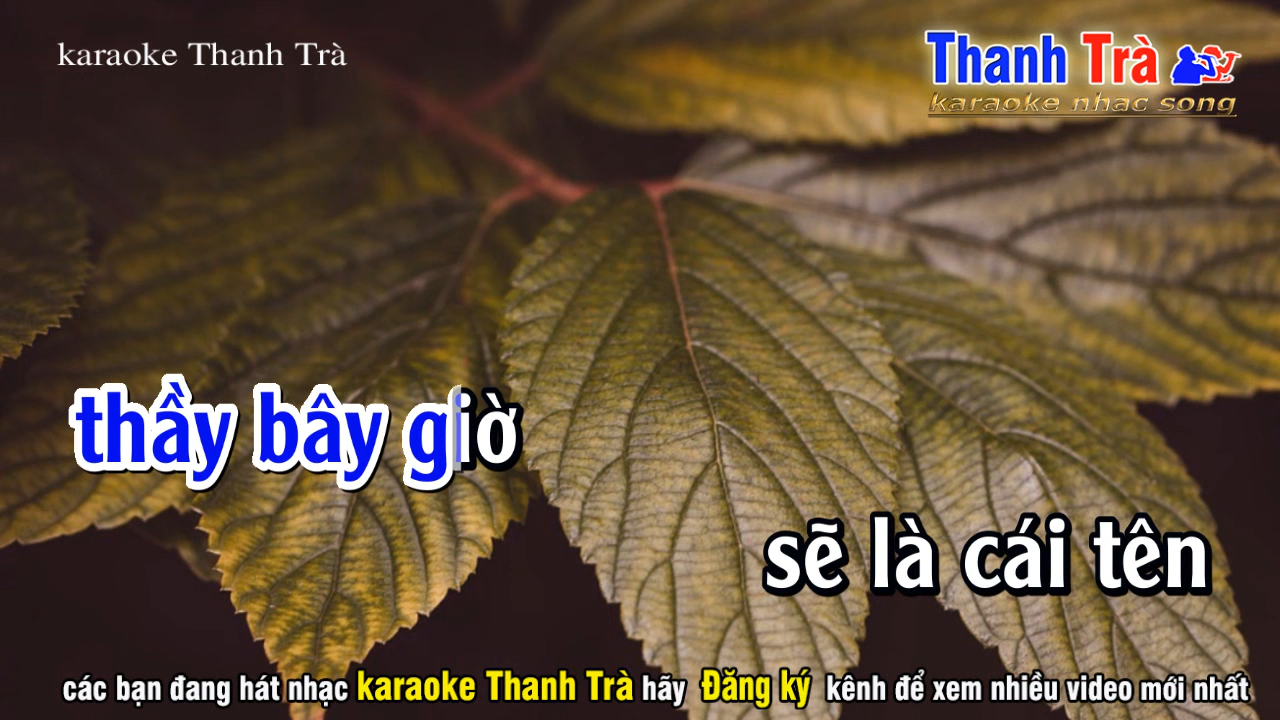 karaoke Thanh Trà
Thanh Trà
karaoke nhac song
thầy bây giờ
sẽ là cái tên
các bạn đang hát nhạc karaoke Thanh Trà hãy Đăng ký kênh để xem nhiều video mới nhất